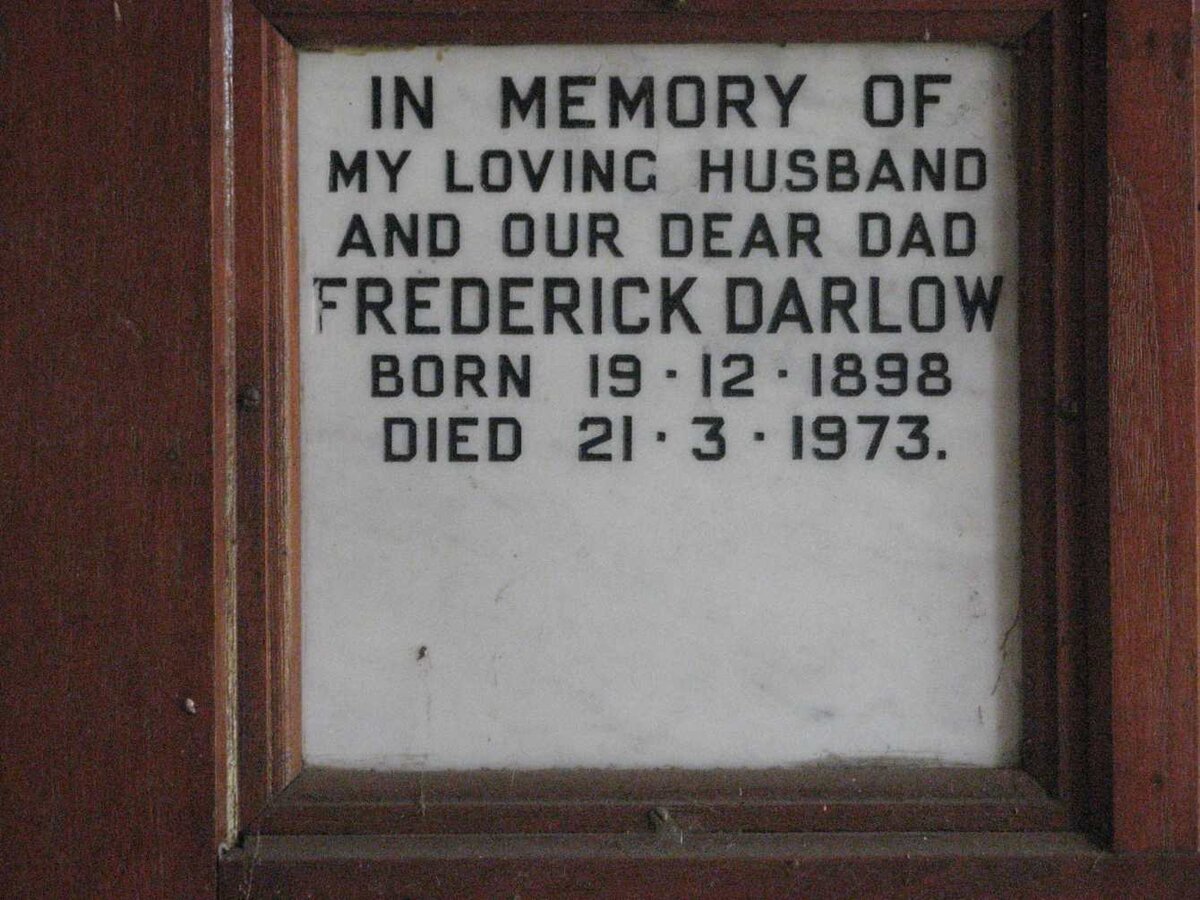 IN MEMORY OF
MY LOVING HUSBAND
AND OUR DEAR DAD
FREDERICK DARLOW
BORN 19·12·1898
DIED 21·3·1973.